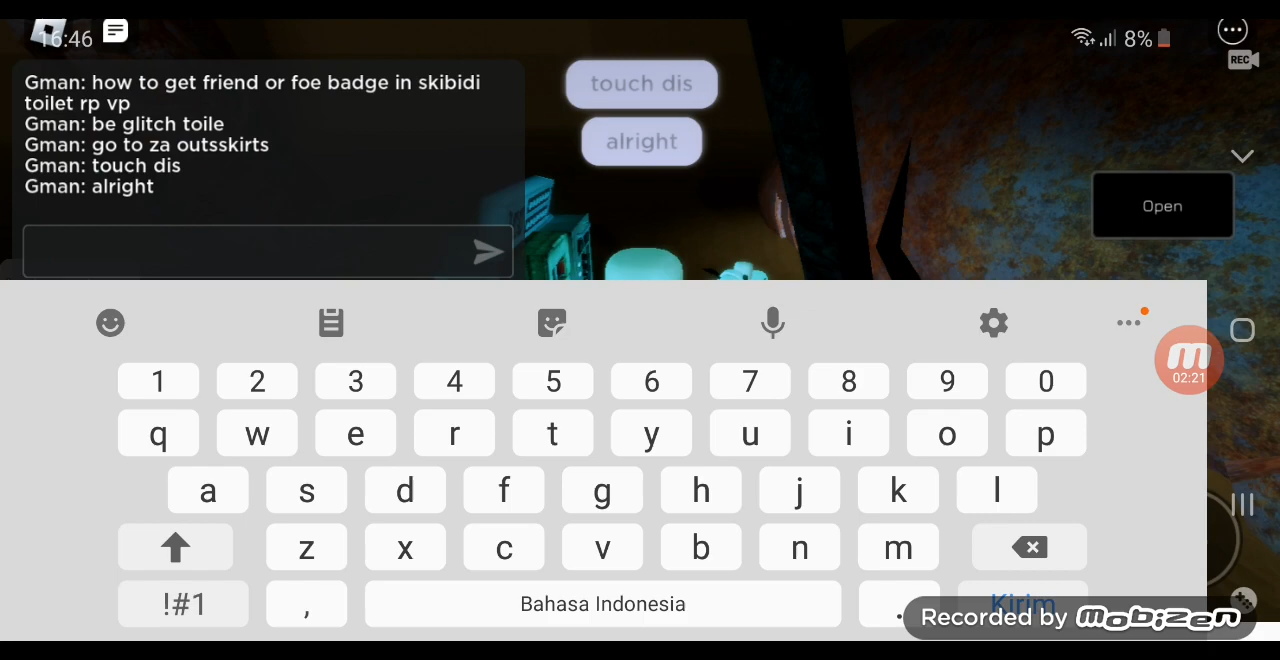 16:46
8%
REC
Gman: how to get friend or foe badge in skibidi
toilet rp vp
Gman: be glitch toile
Gman: go to za outsskirts
Gman: touch dis
Gman: alright
touch dis
alright
Open
02:21
1 2 3 4 5 6 7 8 9 0
q w e r t y u i o p
a s d f g h j k l
z x c v b n m
!#1 , Bahasa Indonesia . Kirim
Recorded by mobizen